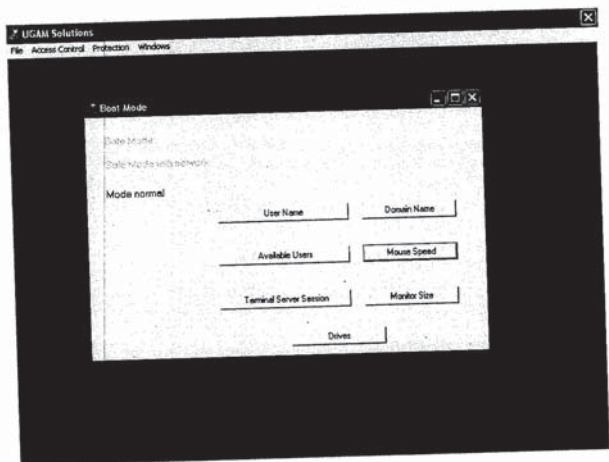 UGAM Solutions
File Access Control Protection Windows
Boot Mode
Safe Mode
Safe Mode with network
Mode normal
User Name Domain Name
Available Users Mouse Speed
Terminal Server Session Monitor Size
Drives